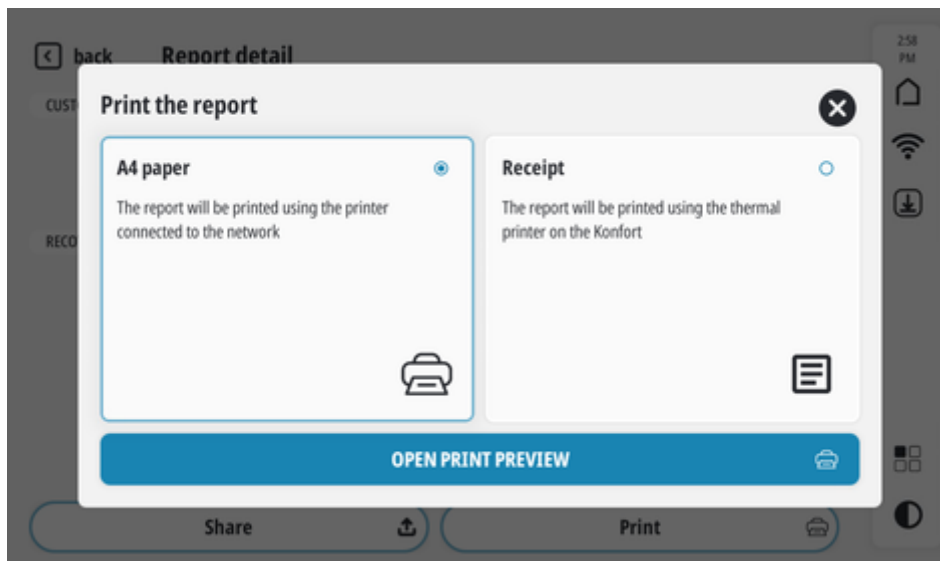 back
Report detail
2:58
PM
CUST
Print the report
A4 paper
The report will be printed using the printer
connected to the network
Receipt
The report will be printed using the thermal
printer on the Konfort
RECO
OPEN PRINT PREVIEW
Share
Print